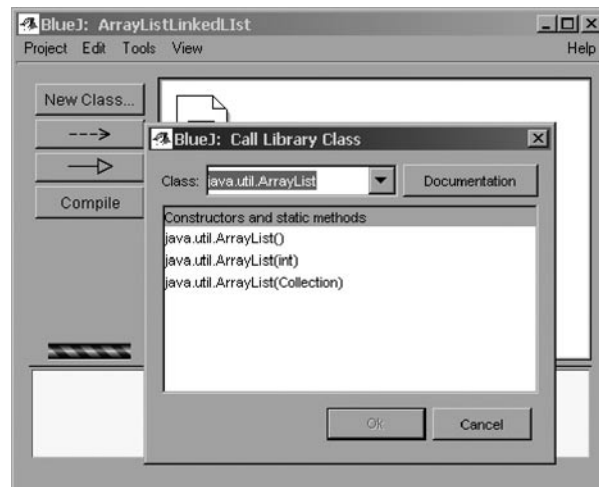 BlueJ: ArrayListLinkedLIst
Project Edit Tools View Help
New Class...
--->
Compile
BlueJ: Call Library Class
Class: java.util.ArrayList Documentation
Constructors and static methods
java.util.ArrayList()
java.util.ArrayList(int)
java.util.ArrayList(Collection)
Ok Cancel